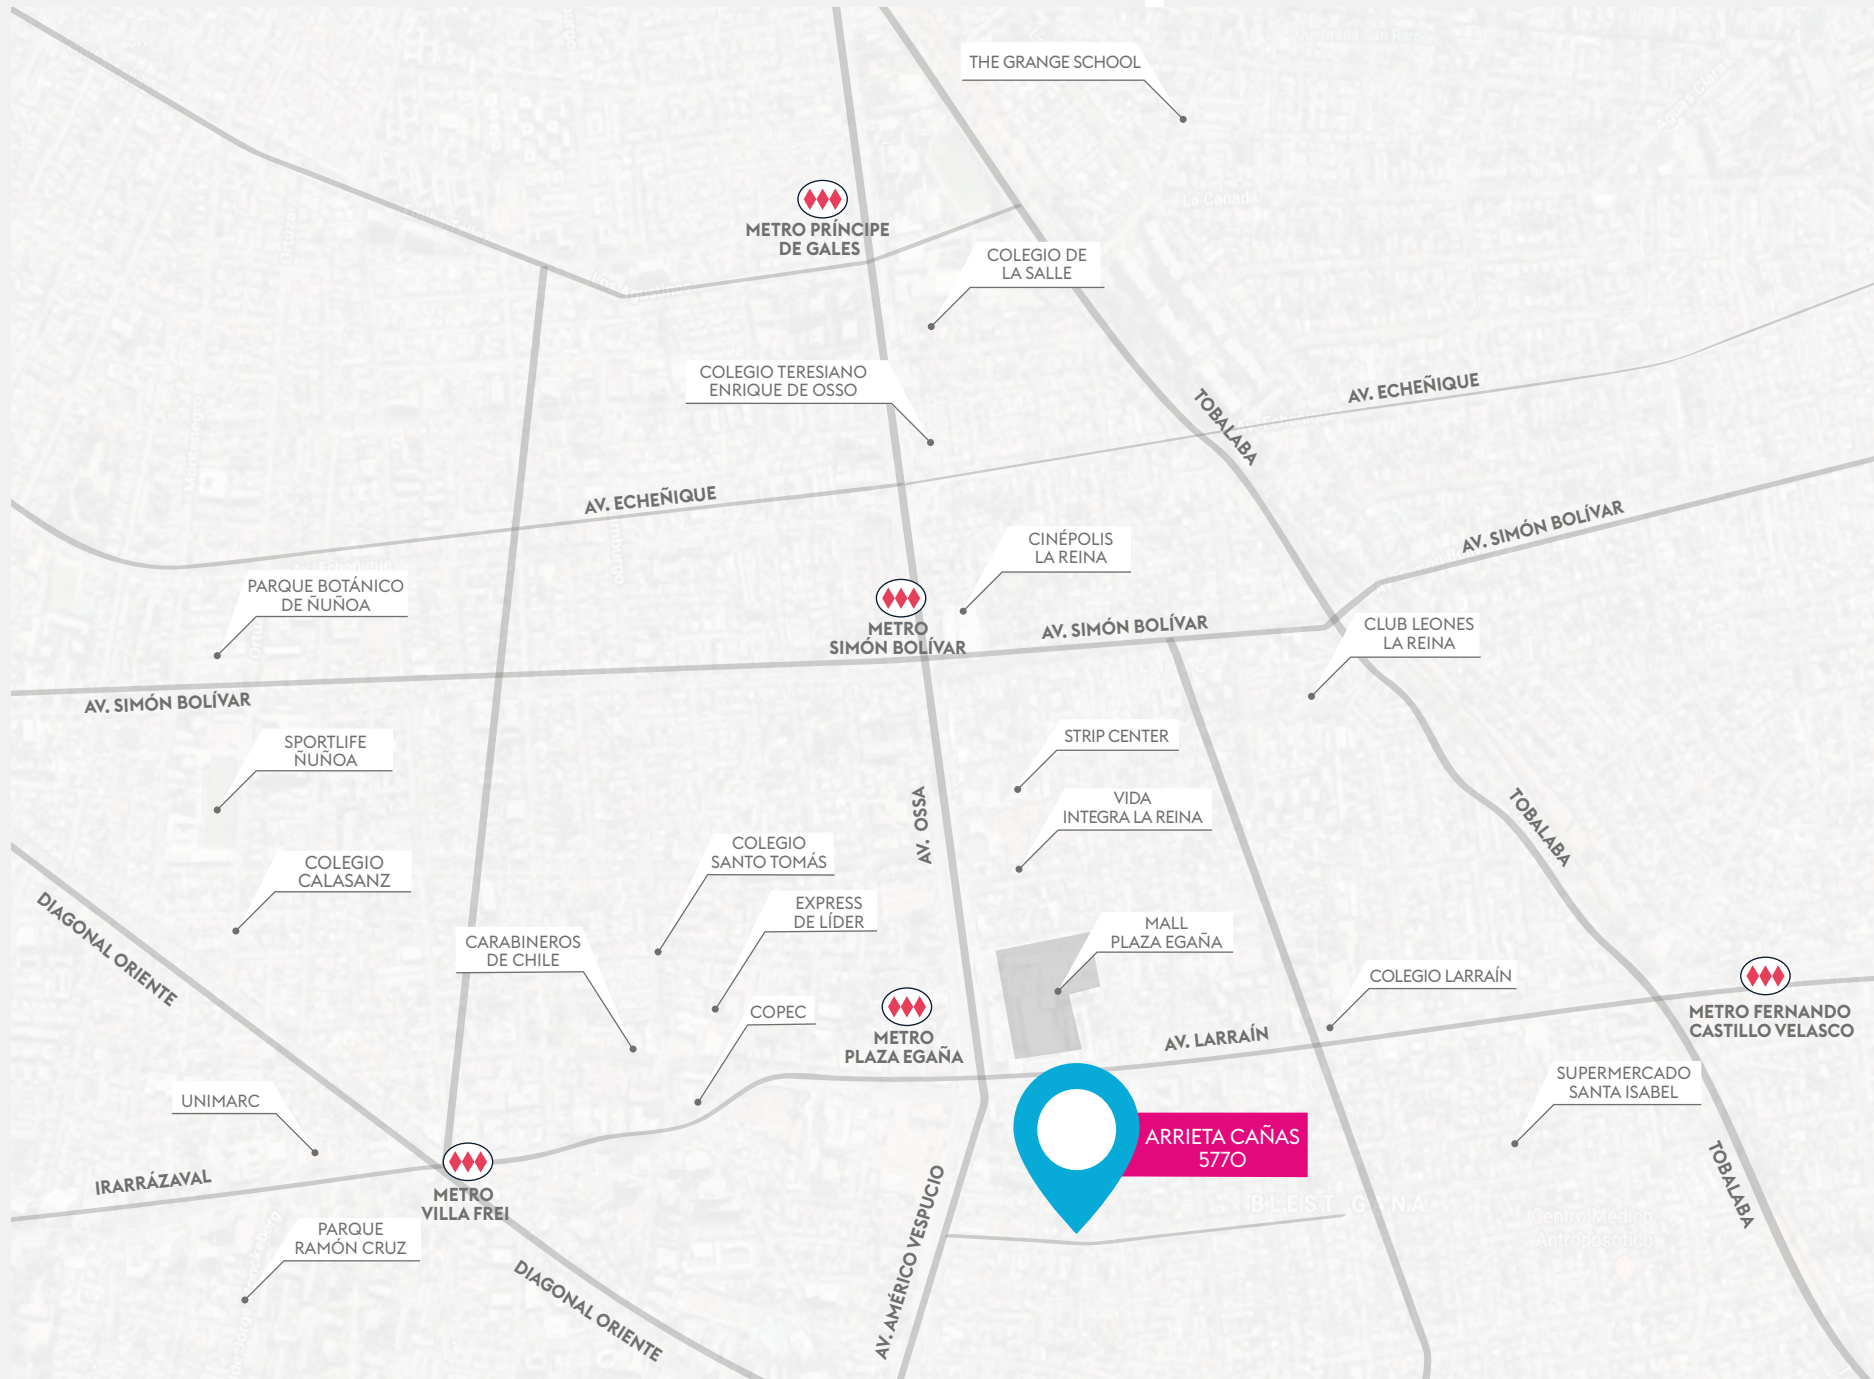 THE GRANGE SCHOOL
La Cañada
METRO PRÍNCIPE
DE GALES
COLEGIO DE
LA SALLE
COLEGIO TERESIANO
ENRIQUE DE OSSO
TOBALABA
AV. ECHEÑIQUE
AV. ECHEÑIQUE
AV. SIMÓN BOLÍVAR
CINÉPOLIS
LA REINA
PARQUE BOTÁNICO
DE ÑUÑOA
METRO
SIMÓN BOLÍVAR
AV. SIMÓN BOLÍVAR
CLUB LEONES
LA REINA
AV. SIMÓN BOLÍVAR
SPORTLIFE
ÑUÑOA
STRIP CENTER
AV. OSSA
VIDA
INTEGRA LA REINA
TOBALABA
COLEGIO
SANTO TOMÁS
COLEGIO
CALASANZ
DIAGONAL ORIENTE
EXPRESS
DE LÍDER
CARABINEROS
DE CHILE
MALL
PLAZA EGAÑA
COLEGIO LARRAÍN
COPEC
METRO
PLAZA EGAÑA
AV. LARRAÍN
METRO FERNANDO
CASTILLO VELASCO
UNIMARC
SUPERMERCADO
SANTA ISABEL
ARRIETA CAÑAS
5770
IRARRÁZAVAL
METRO
VILLA FREI
TOBALABA
BLEST GANA
PARQUE
RAMÓN CRUZ
DIAGONAL ORIENTE
AV. AMÉRICO VESPUCIO